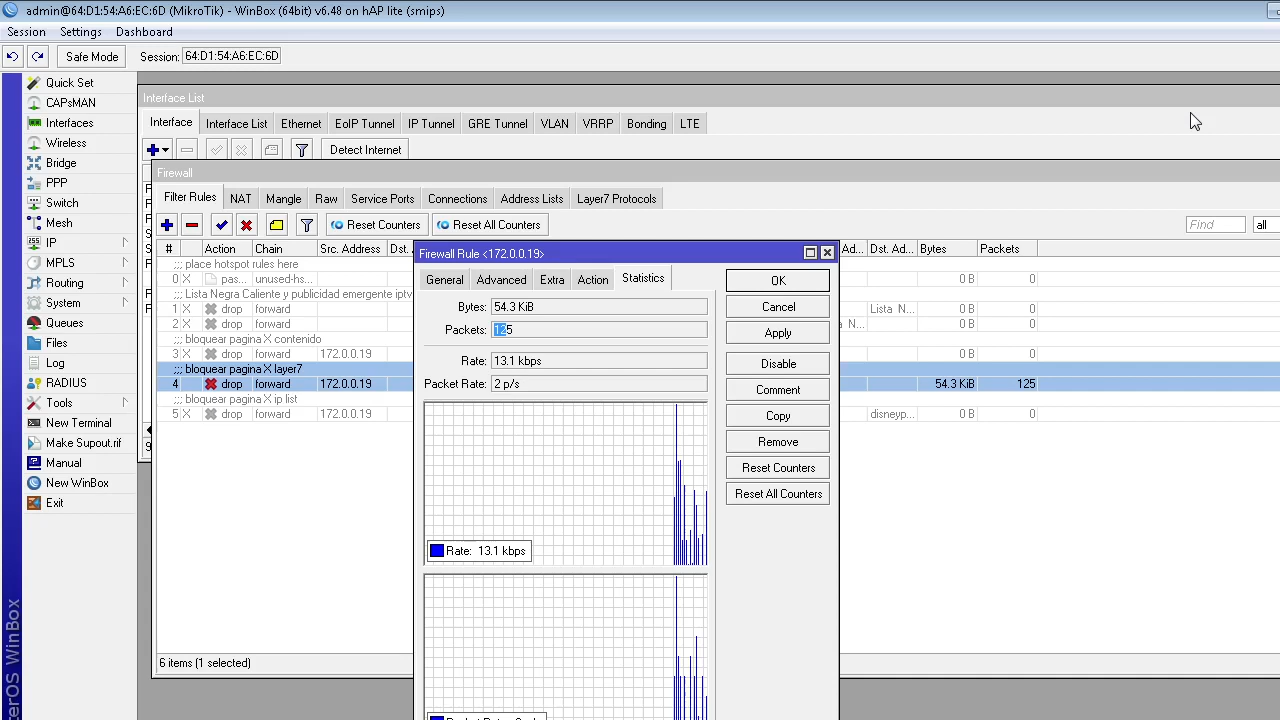 admin@64:D1:54:A6:EC:6D (MikroTik) - WinBox (64bit) v6.48 on hAP lite (smips)
Session Settings Dashboard
Safe Mode Session: 64:D1:54:A6:EC:6D
Quick Set
CAPsMAN
Interfaces
Wireless
Bridge
PPP
Switch
Mesh
IP
MPLS
Routing
System
Queues
Files
Log
RADIUS
Tools
New Terminal
Make Supout.rif
Manual
New WinBox
Exit
terOS WinBox
Interface List
Interface Interface List Ethernet EoIP Tunnel IP Tunnel GRE Tunnel VLAN VRRP Bonding LTE
Detect Internet
Firewall
Filter Rules NAT Mangle Raw Service Ports Connections Address Lists Layer7 Protocols
Reset Counters Reset All Counters Find all
# Action Chain Src. Address Dst. Ad... Dst. Ad... Bytes Packets
;;; place hotspot rules here
0 X pas... unused-hs... 0 B 0
;;; Lista Negra Caliente y publicidad emergente iptv
1 X drop forward Lista N... 0 B 0
2 X drop forward a N... 0 B 0
;;; bloquear pagina X contenido
3 X drop forward 172.0.0.19 0 B 0
;;; bloquear pagina X layer7
4 drop forward 172.0.0.19 54.3 KiB 125
;;; bloquear pagina X ip list
5 X drop forward 172.0.0.19 disneyp... 0 B 0
6 items (1 selected)
Firewall Rule <172.0.0.19>
General Advanced Extra Action Statistics
Bytes: 54.3 KiB
Packets: 125
Rate: 13.1 kbps
Packet Rate: 2 p/s
Rate: 13.1 kbps
OK
Cancel
Apply
Disable
Comment
Copy
Remove
Reset Counters
Reset All Counters